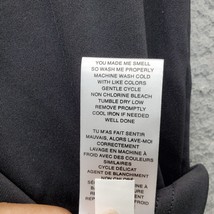 YOU MADE ME SMELL
SO WASH ME PROPERLY
MACHINE WASH COLD
WITH LIKE COLORS
GENTLE CYCLE
NON CHLORINE BLEACH
TUMBLE DRY LOW
REMOVE PROMPTLY
COOL IRON IF NEEDED
WELL DONE
TU M'AS FAIT SENTIR
MAUVAIS, ALORS LAVE-MOI
CORRECTEMENT
LAVAGE EN MACHINE À
FROID AVEC DES COULEURS
SIMILAIRES
CYCLE DÉLICAT
AGENT DE BLANCHIMENT
NON CHLORE